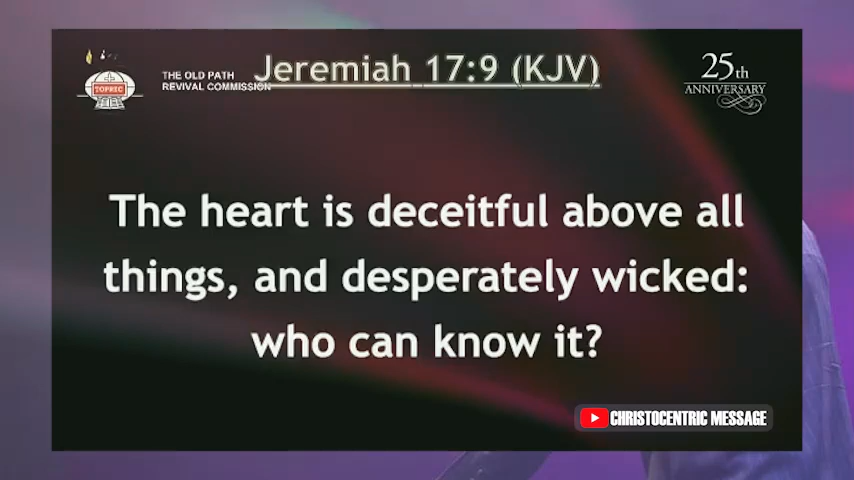 THE OLD PATH
REVIVAL COMMISSION
TOPREC
Jeremiah 17:9 (KJV)
25th
ANNIVERSARY
The heart is deceitful above all
things, and desperately wicked:
who can know it?
CHRISTOCENTRIC MESSAGE